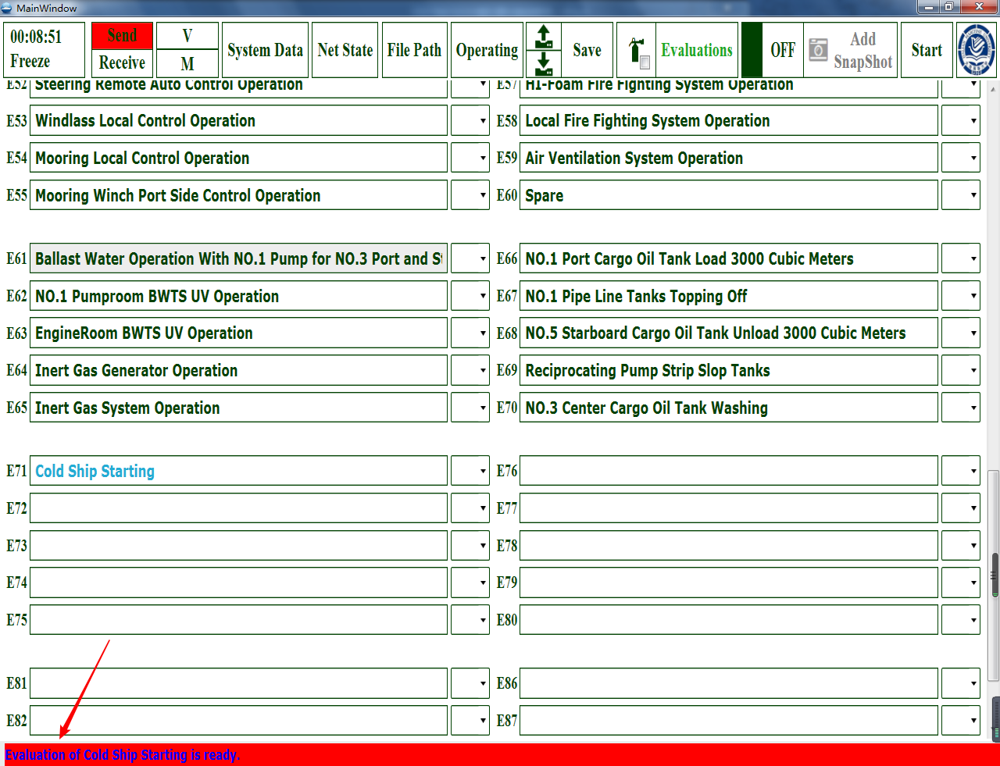 MainWindow
00:08:51
Freeze
Send
Receive
V
M
System Data
Net State
File Path
Operating
Save
Evaluations
OFF
Add
SnapShot
Start
E52 Steering Remote Auto Control Operation
E57 HI-Foam Fire Fighting System Operation
E53 Windlass Local Control Operation
E58 Local Fire Fighting System Operation
E54 Mooring Local Control Operation
E59 Air Ventilation System Operation
E55 Mooring Winch Port Side Control Operation
E60 Spare
E61 Ballast Water Operation With NO.1 Pump for NO.3 Port and St
E66 NO.1 Port Cargo Oil Tank Load 3000 Cubic Meters
E62 NO.1 Pumproom BWTS UV Operation
E67 NO.1 Pipe Line Tanks Topping Off
E63 EngineRoom BWTS UV Operation
E68 NO.5 Starboard Cargo Oil Tank Unload 3000 Cubic Meters
E64 Inert Gas Generator Operation
E69 Reciprocating Pump Strip Slop Tanks
E65 Inert Gas System Operation
E70 NO.3 Center Cargo Oil Tank Washing
E71 Cold Ship Starting
E76
E72
E77
E73
E78
E74
E79
E75
E80
E81
E86
E82
E87
Evaluation of Cold Ship Starting is ready.